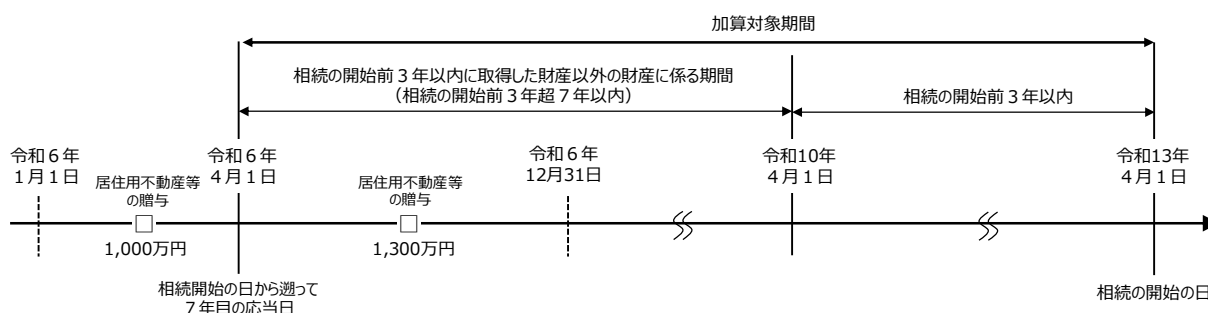 加算対象期間
相続の開始前３年以内に取得した財産以外の財産に係る期間
（相続の開始前３年超７年以内）
相続の開始前３年以内
令和６年
１月１日
居住用不動産等
の贈与
令和６年
４月１日
居住用不動産等
の贈与
令和６年
12月31日
令和10年
４月１日
令和13年
４月１日
1,000万円
1,300万円
相続開始の日から遡って
７年目の応当日
相続の開始の日